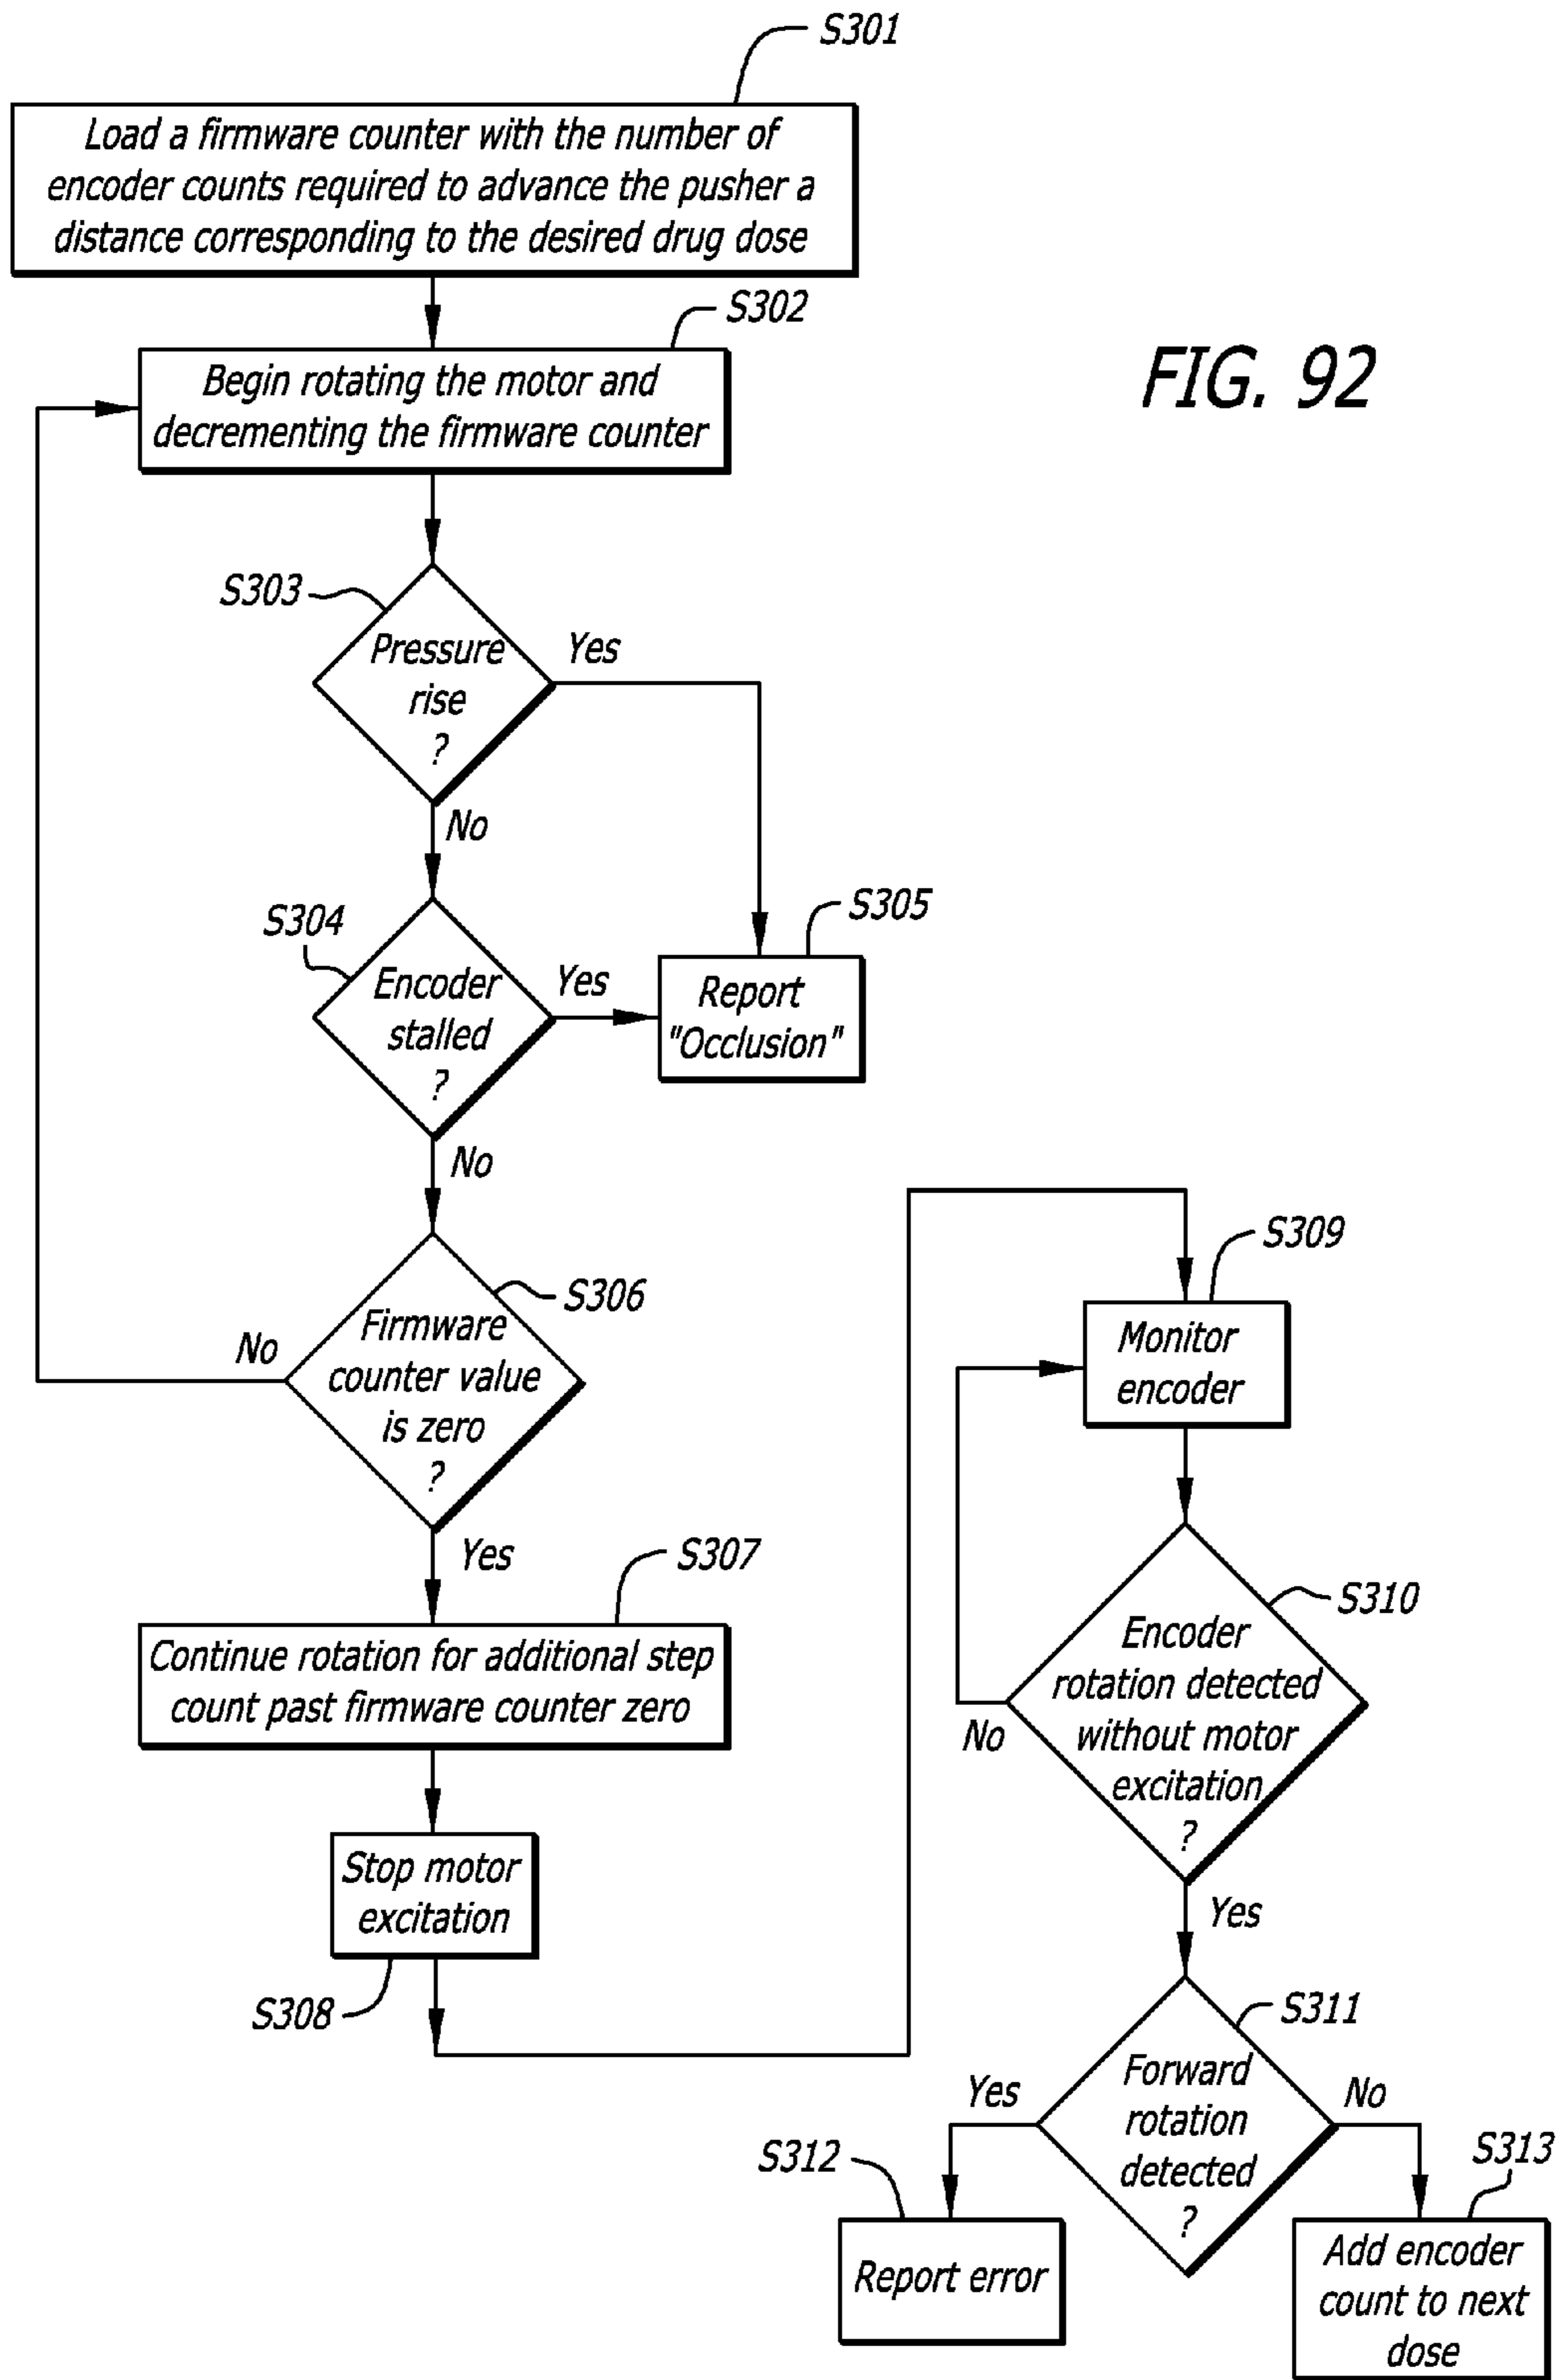 S301
Load a firmware counter with the number of
encoder counts required to advance the pusher a
distance corresponding to the desired drug dose
S302
Begin rotating the motor and
decrementing the firmware counter
FIG. 92
S303
Pressure
rise
?
Yes
No
S304
Encoder
stalled
?
Yes
S305
Report
"Occlusion"
No
S306
Firmware
counter value
is zero
?
No
Yes
S307
Continue rotation for additional step
count past firmware counter zero
Stop motor
excitation
S308
S309
Monitor
encoder
S310
Encoder
rotation detected
without motor
excitation
?
No
Yes
S311
Forward
rotation
detected
?
Yes
No
S312
Report error
S313
Add encoder
count to next
dose